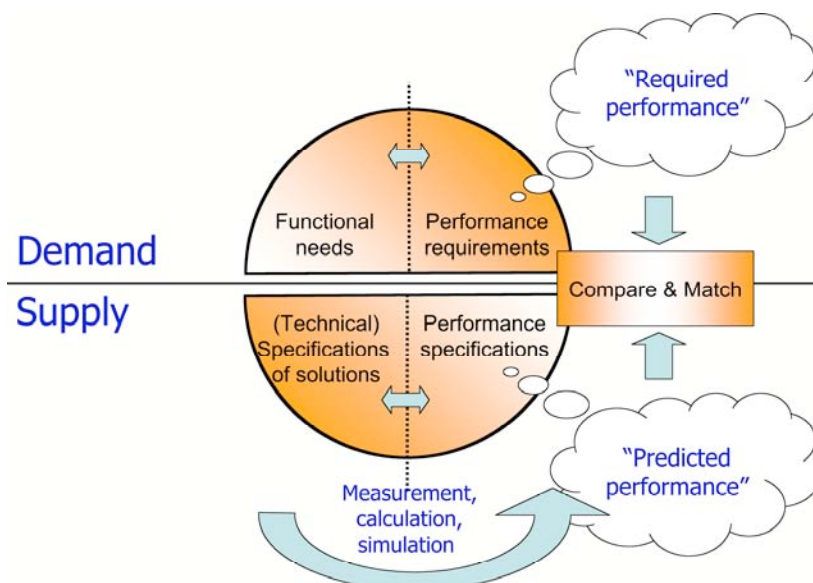 “Required
performance”
Functional
needs
Performance
requirements
Demand
Compare & Match
Supply
(Technical)
Specifications
of solutions
Performance
specifications
“Predicted
performance”
Measurement,
calculation,
simulation